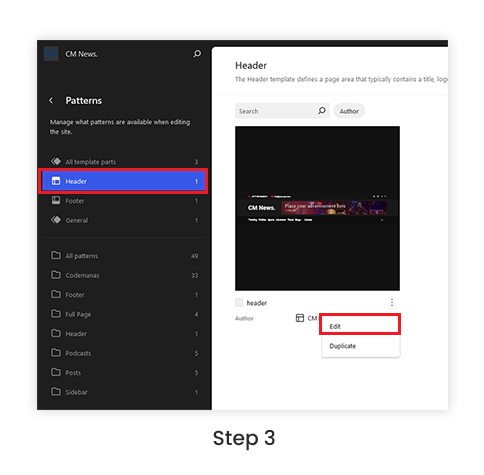 CM News.
Patterns
Manage what patterns are available when editing
the site.
All template parts 3
Header 1
Footer 1
General 1
All patterns 49
Codemanas 33
Footer 1
Full Page 4
Header 1
Podcasts 5
Posts 5
Sidebar 1
Header
The Header template defines a page area that typically contains a title, logo
Search
Author
CM News.
Place your advertisement here
header
Author
CM
Edit
Duplicate
Step 3